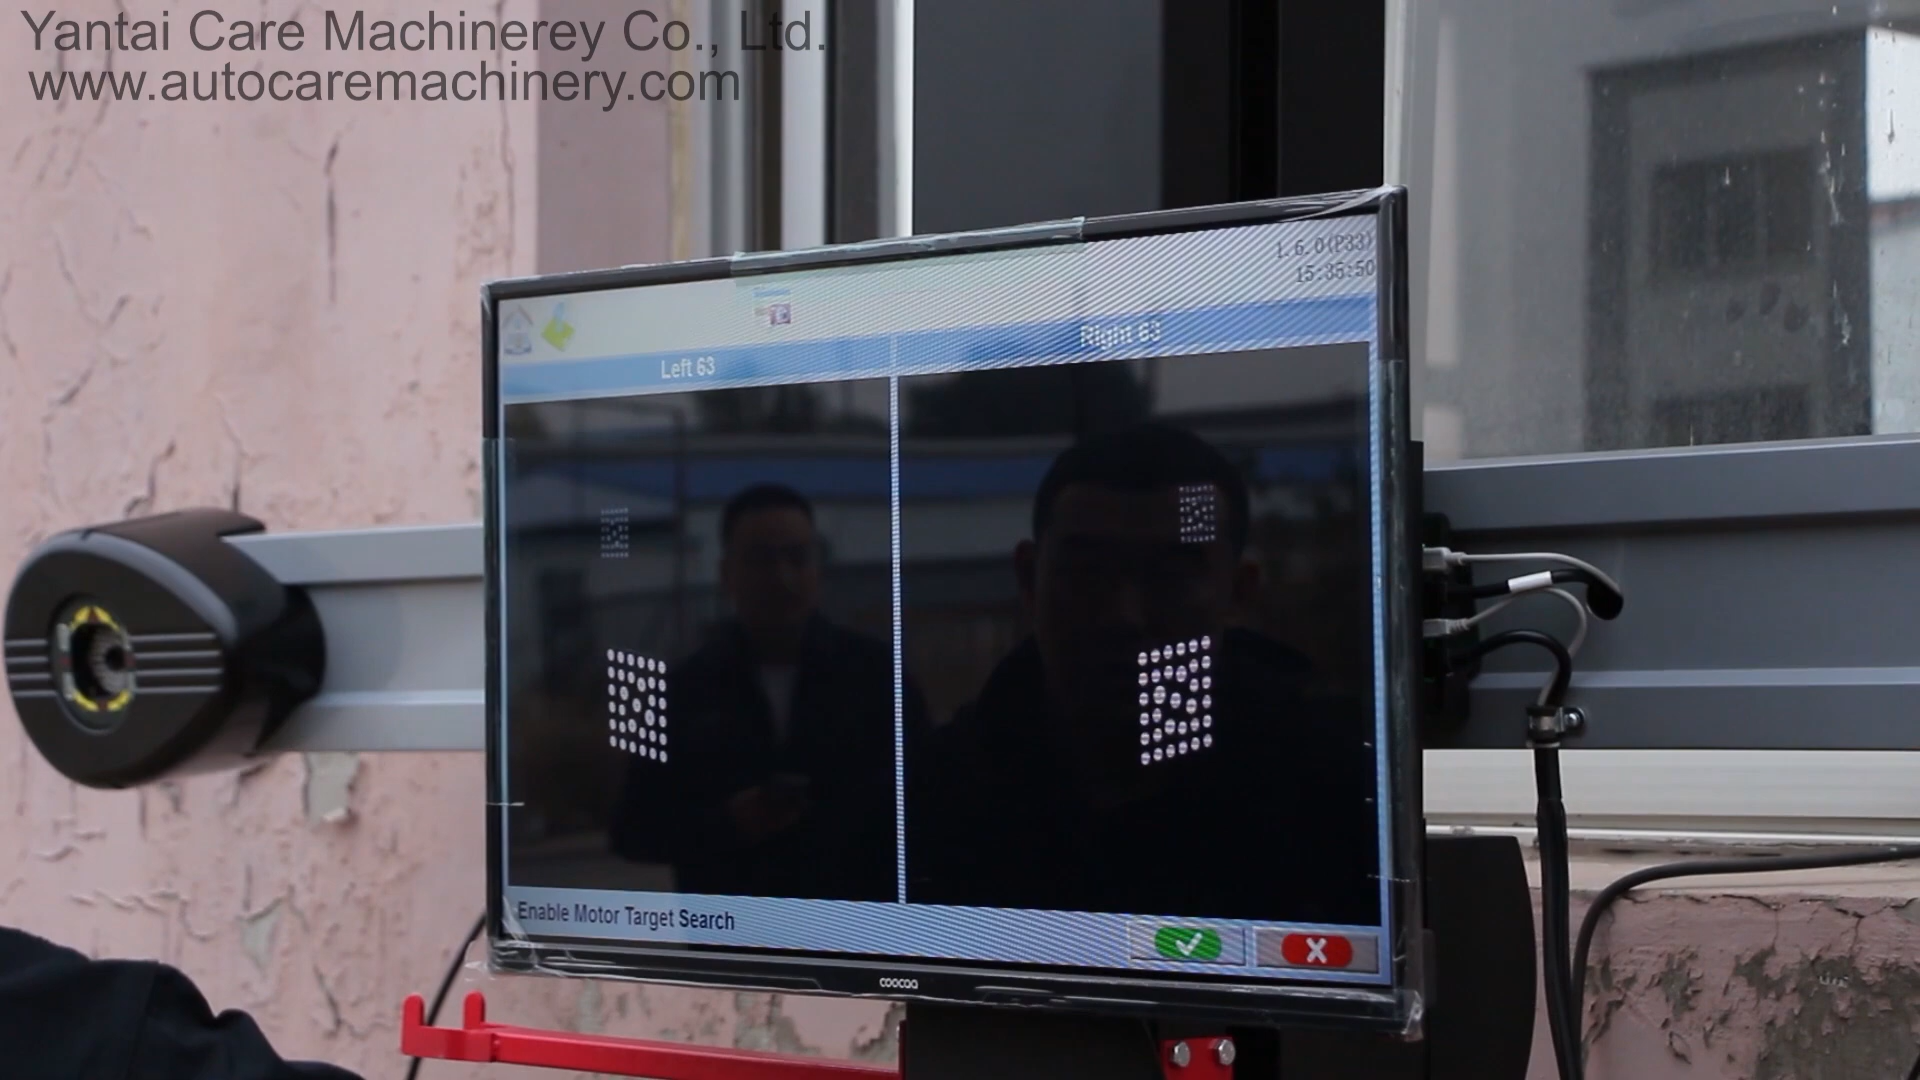 Yantai Care Machinerey Co., Ltd.
www.autocaremachinery.com
1.6.0(P33)
15:35:50
Left 63
Right 63
Enable Motor Target Search
coocaa